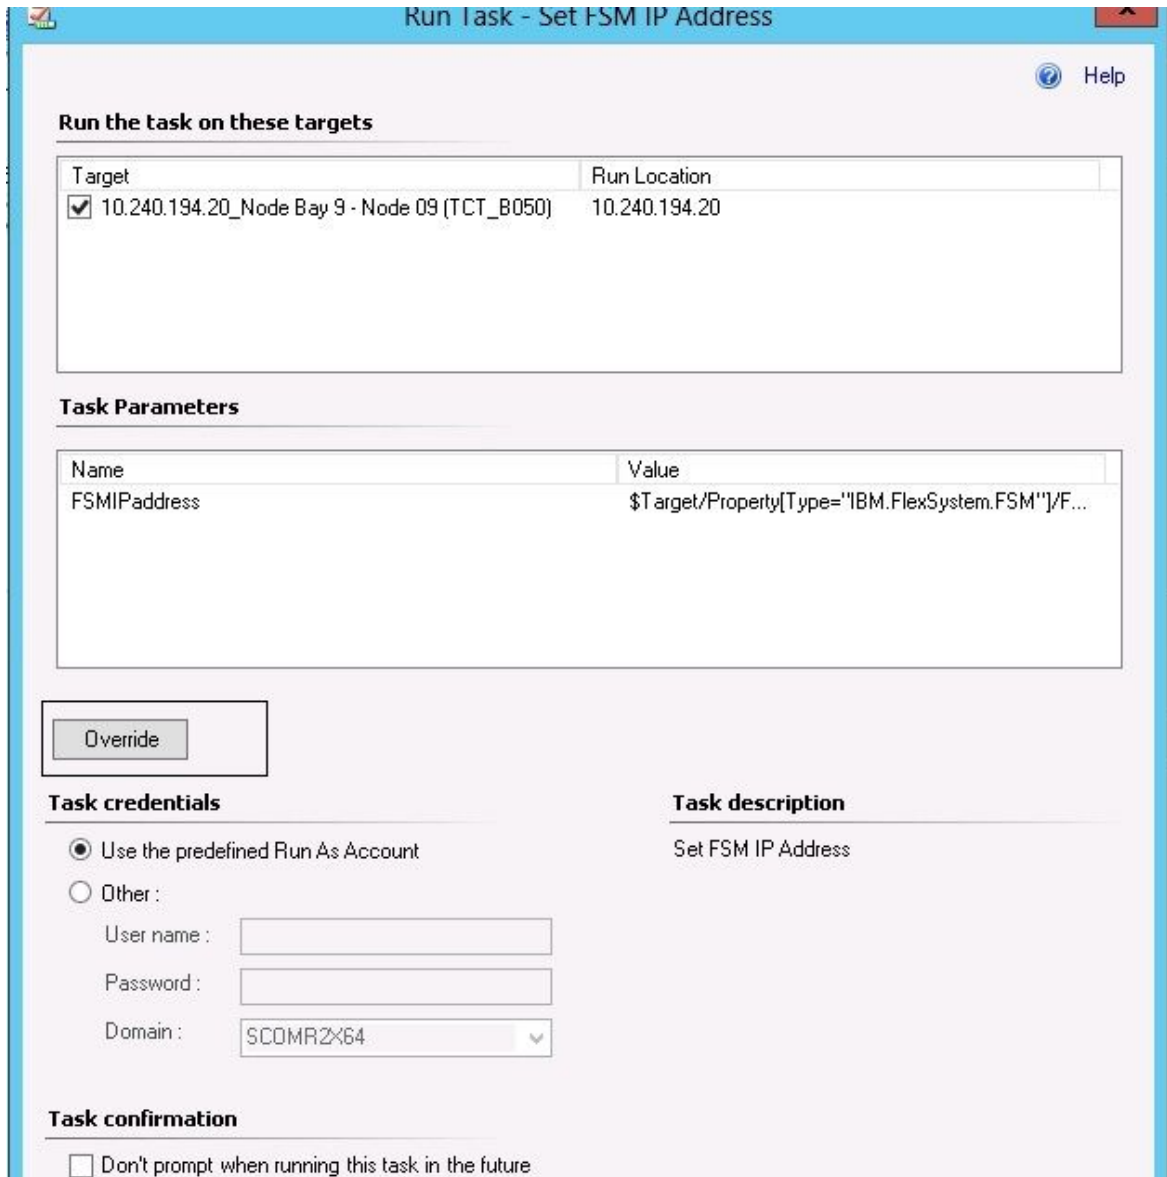 Run Task - Set FSM IP Address
Help
Run the task on these targets
Target Run Location
10.240.194.20_Node Bay 9 - Node 09 (TCT_B050) 10.240.194.20
Task Parameters
Name Value
FSMIPaddress $Target/Property[Type="IBM.FlexSystem.FSM"]/F...
Override
Task credentials Task description
Use the predefined Run As Account Set FSM IP Address
Other :
User name :
Password :
Domain : SCOMR2X64
Task confirmation
Don't prompt when running this task in the future